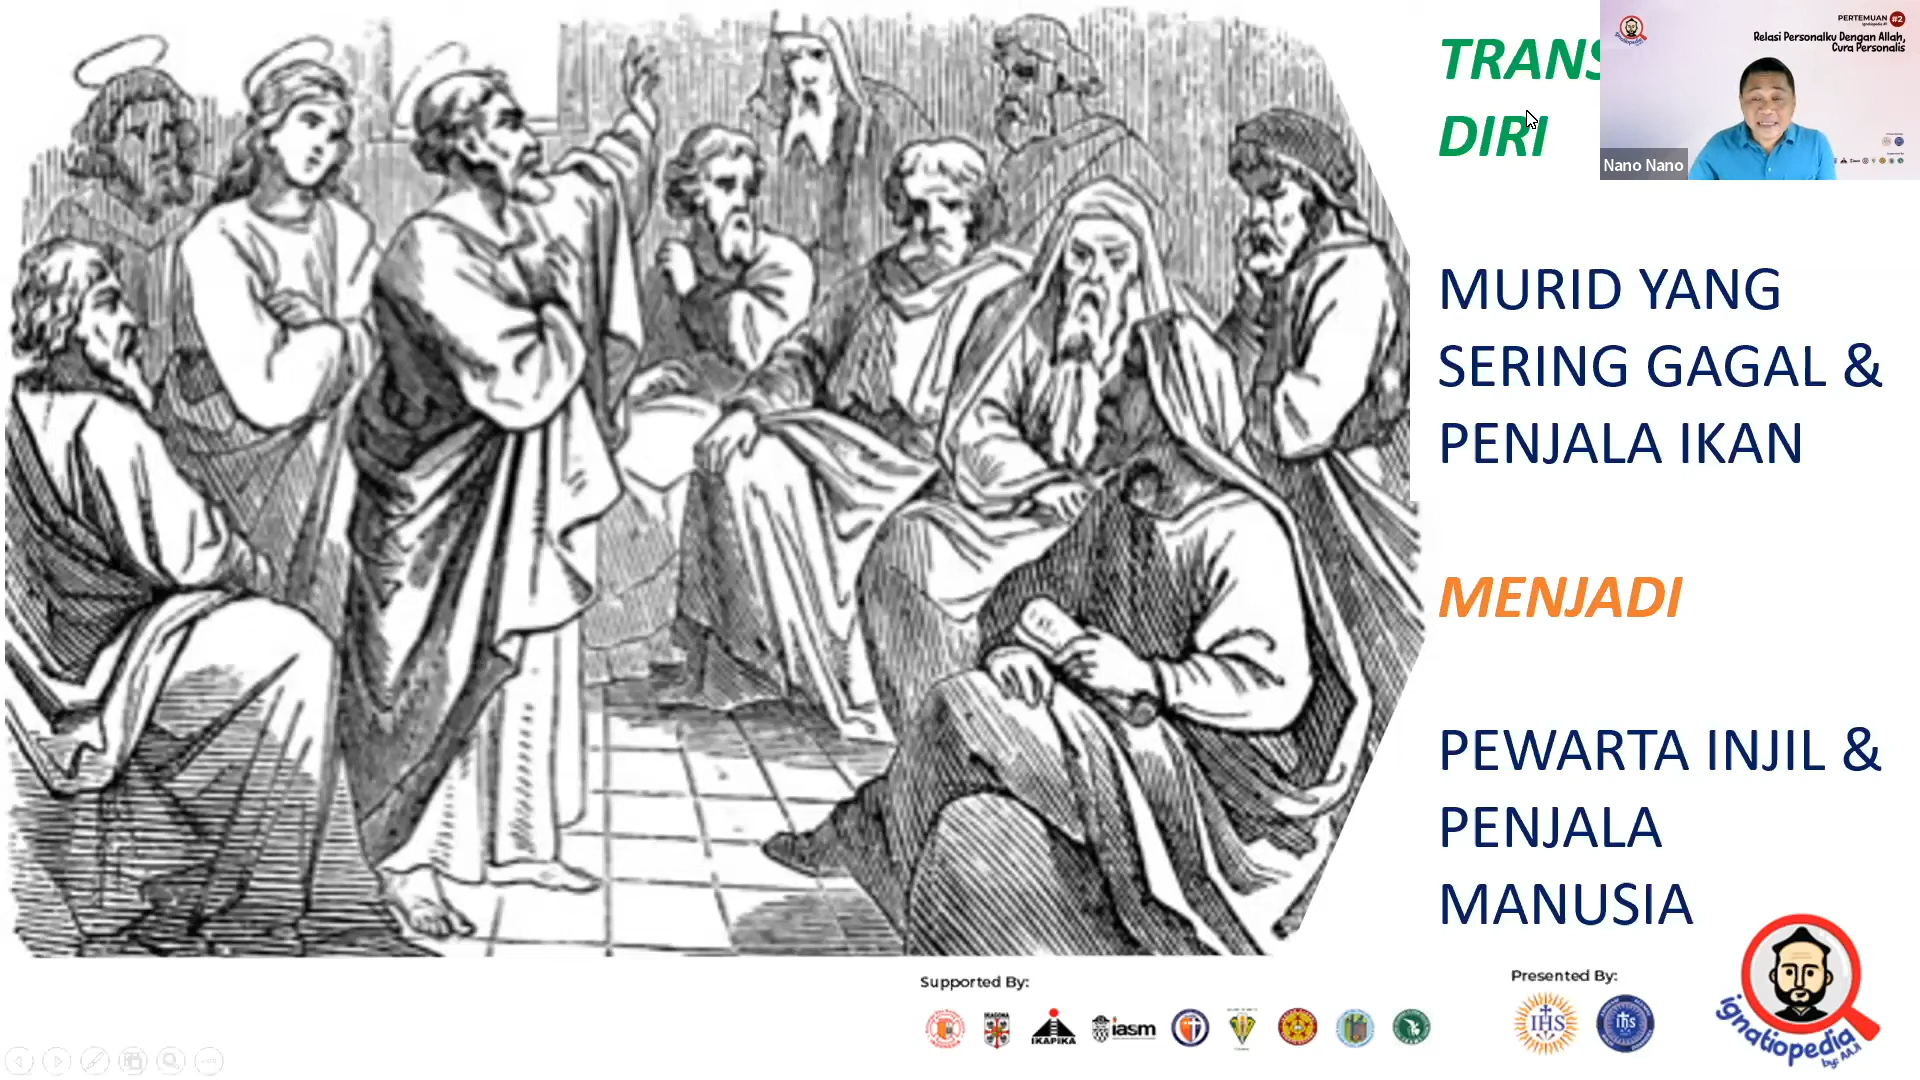 TRANS
DIRI
MURID YANG
SERING GAGAL &
PENJALA IKAN
MENJADI
PEWARTA INJIL &
PENJALA
MANUSIA
PERTEMUAN #2
Relasi Personalku Dengan Allah,
Cura Personalis
Nano Nano
Supported By:
IKAPIKA
iasm
Presented By:
IHS
ihs
ignatiopedia
by: AAJI